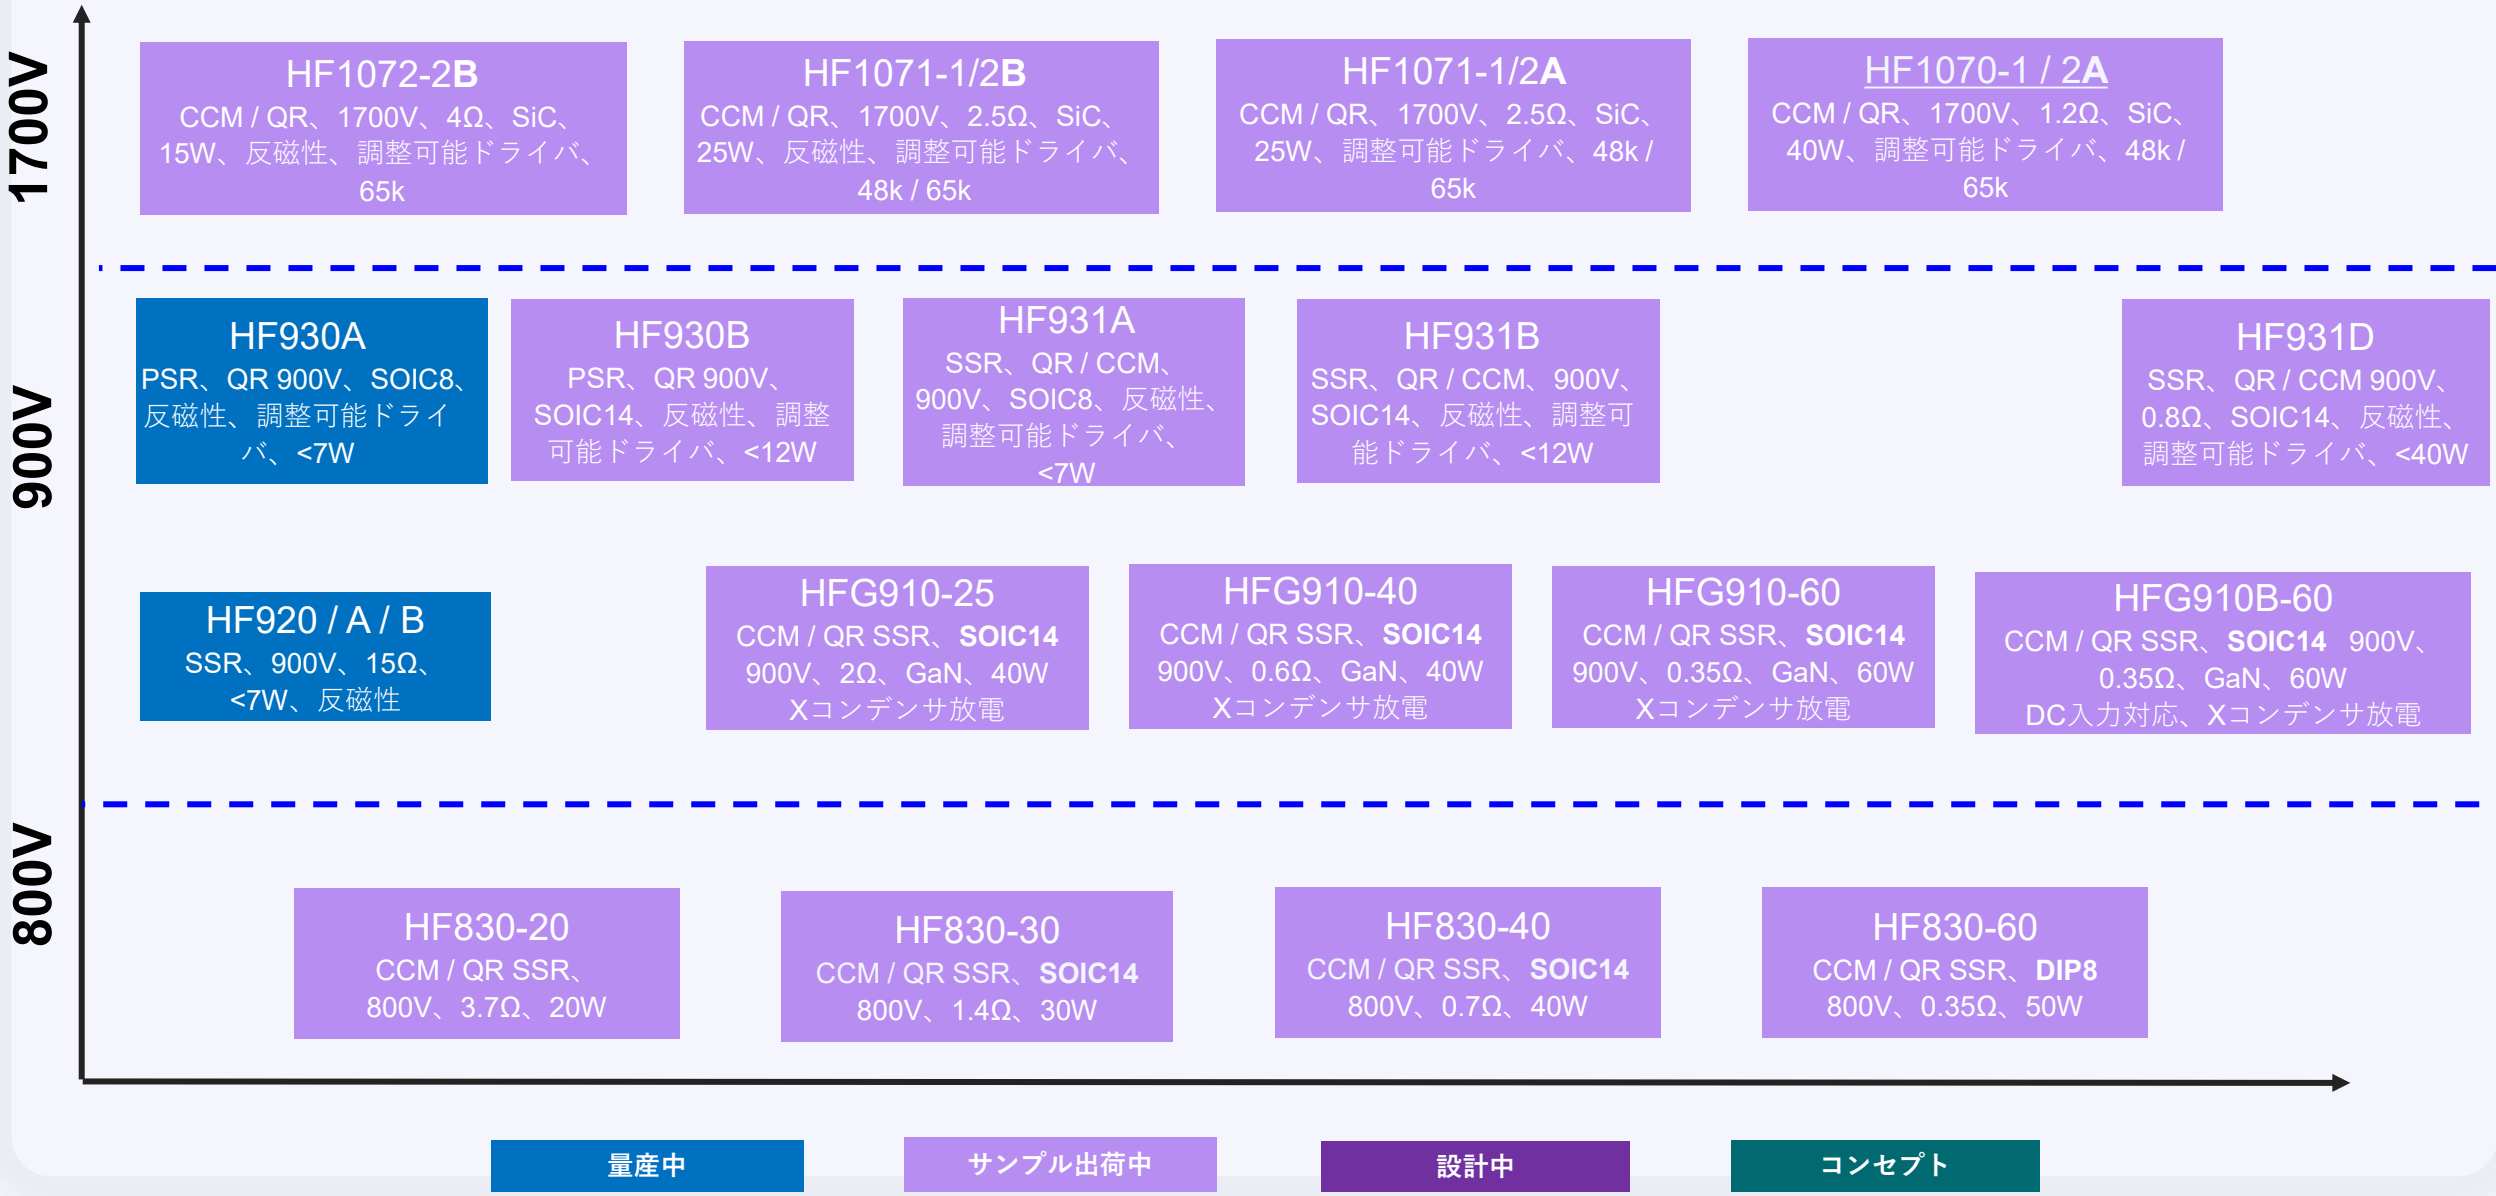 1700V
HF1072-2B
CCM / QR、1700V、4Ω、SiC、
15W、反磁性、調整可能ドライバ、
65k
HF1071-1/2B
CCM / QR、1700V、2.5Ω、SiC、
25W、反磁性、調整可能ドライバ、
48k / 65k
HF1071-1/2A
CCM / QR、1700V、2.5Ω、SiC、
25W、調整可能ドライバ、48k /
65k
HF1070-1 / 2A
CCM / QR、1700V、1.2Ω、SiC、
40W、調整可能ドライバ、48k /
65k
900V
HF930A
PSR、QR 900V、SOIC8、
反磁性、調整可能ドライ
バ、<7W
HF930B
PSR、QR 900V、
SOIC14、反磁性、調整
可能ドライバ、<12W
HF931A
SSR、QR / CCM、
900V、SOIC8、反磁性、
調整可能ドライバ、
<7W
HF931B
SSR、QR / CCM、900V、
SOIC14、反磁性、調整可
能ドライバ、<12W
HF931D
SSR、QR / CCM 900V、
0.8Ω、SOIC14、反磁性、
調整可能ドライバ、<40W
HF920 / A / B
SSR、900V、15Ω、
<7W、反磁性
HFG910-25
CCM / QR SSR、SOIC14
900V、2Ω、GaN、40W
Xコンデンサ放電
HFG910-40
CCM / QR SSR、SOIC14
900V、0.6Ω、GaN、40W
Xコンデンサ放電
HFG910-60
CCM / QR SSR、SOIC14
900V、0.35Ω、GaN、60W
Xコンデンサ放電
HFG910B-60
CCM / QR SSR、SOIC14 900V、
0.35Ω、GaN、60W
DC入力対応、Xコンデンサ放電
800V
HF830-20
CCM / QR SSR、
800V、3.7Ω、20W
HF830-30
CCM / QR SSR、SOIC14
800V、1.4Ω、30W
HF830-40
CCM / QR SSR、SOIC14
800V、0.7Ω、40W
HF830-60
CCM / QR SSR、DIP8
800V、0.35Ω、50W
量産中
サンプル出荷中
設計中
コンセプト